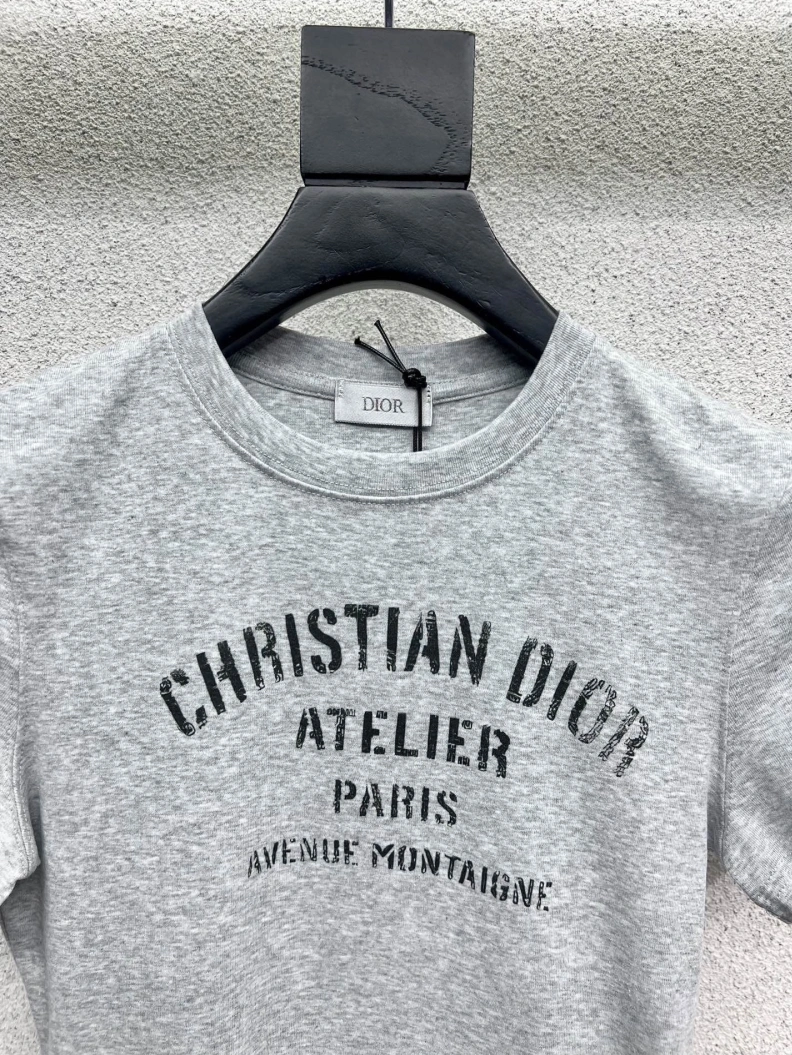 DIOR
CHRISTIAN DIOR
ATELIER
PARIS
AVENUE MONTAIGNE